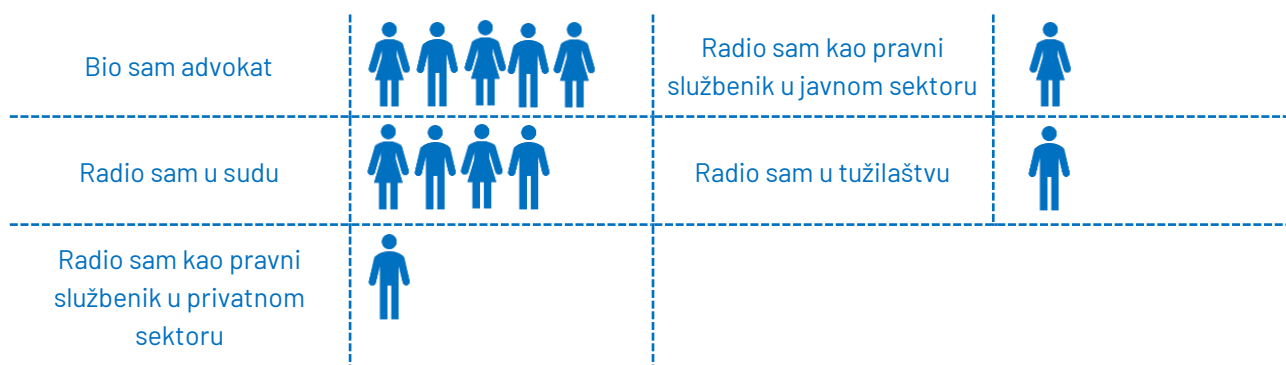 Bio sam advokat
Radio sam kao pravni
službenik u javnom sektoru
Radio sam u sudu
Radio sam u tužilaštvu
Radio sam kao pravni
službenik u privatnom
sektoru